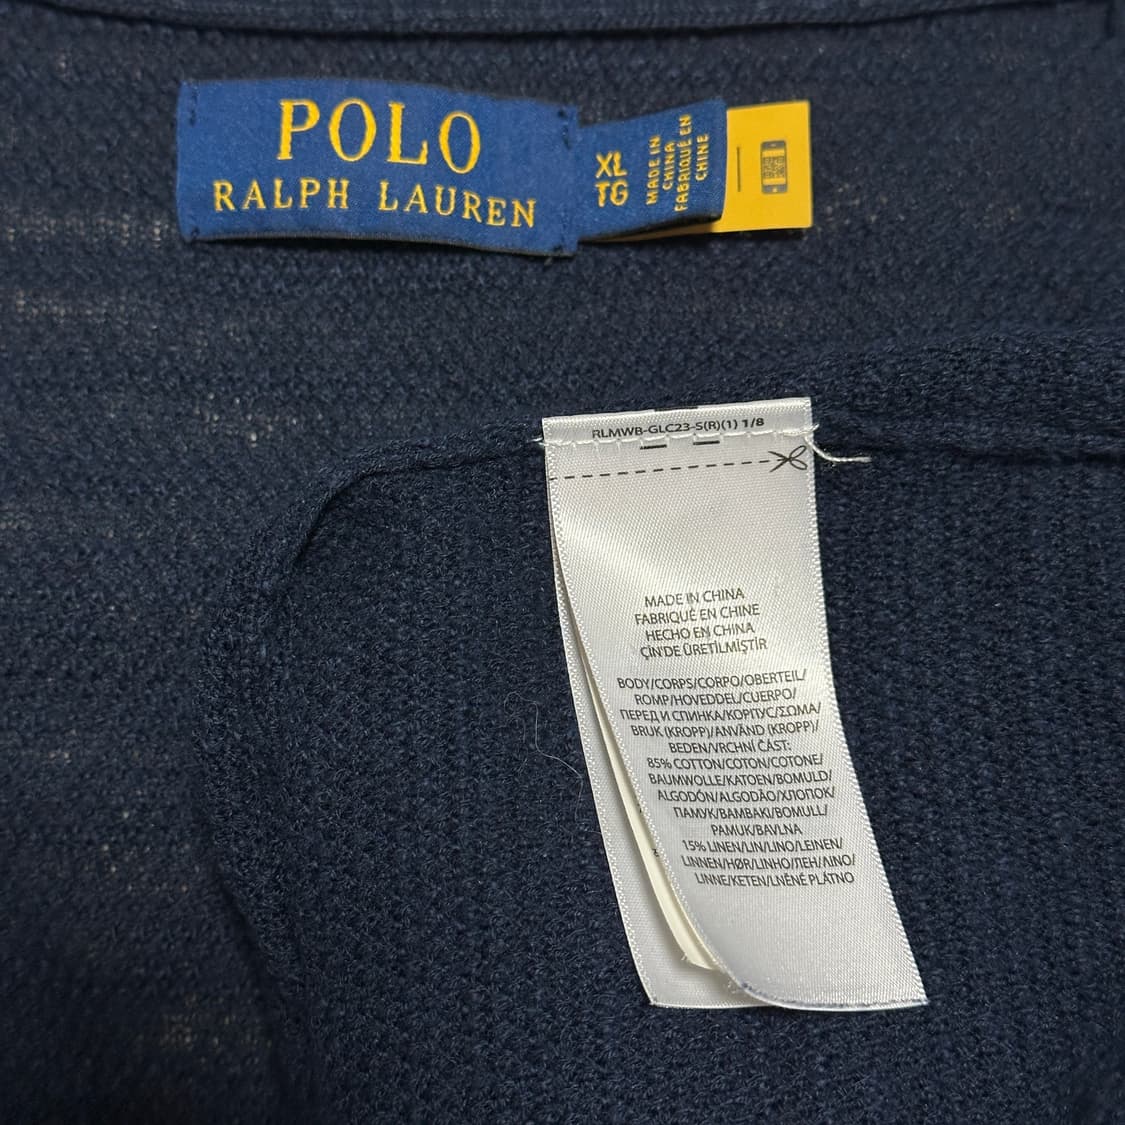 POLO
RALPH LAUREN
XL
TG
MADE IN
CHINA
FABRIQUÉ EN
CHINE
RLMWB-GLC23-S(R)(1) 1/8
MADE IN CHINA
FABRIQUÉ EN CHINE
HECHO EN CHINA
ÇİN'DE ÜRETİLMİŞTİR
BODY/CORPS/CORPO/OBERTEIL/
ROMP/HOVEDDEL/CUERPO/
ПЕРЕД И СПИНКА/КОРПУС/ΣΩΜΑ/
BRUK (KROPP)/ANVÄND (KROPP)/
BEDEN/VRCHNÍ ČÁST:
85% COTTON/COTON/COTONE/
BAUMWOLLE/KATOEN/BOMULD/
ALGODÓN/ALGODÃO/ХЛОПОК/
ПАМУК/ΒΑΜΒΑΚΙ/BOMULL/
PAMUK/BAVLNA
15% LINEN/LIN/LINO/LEINEN/
LINNEN/HØR/LINHO/ЛЕН/ΛΙΝΟ/
LINNE/KETEN/LNĚNÉ PLÁTNO